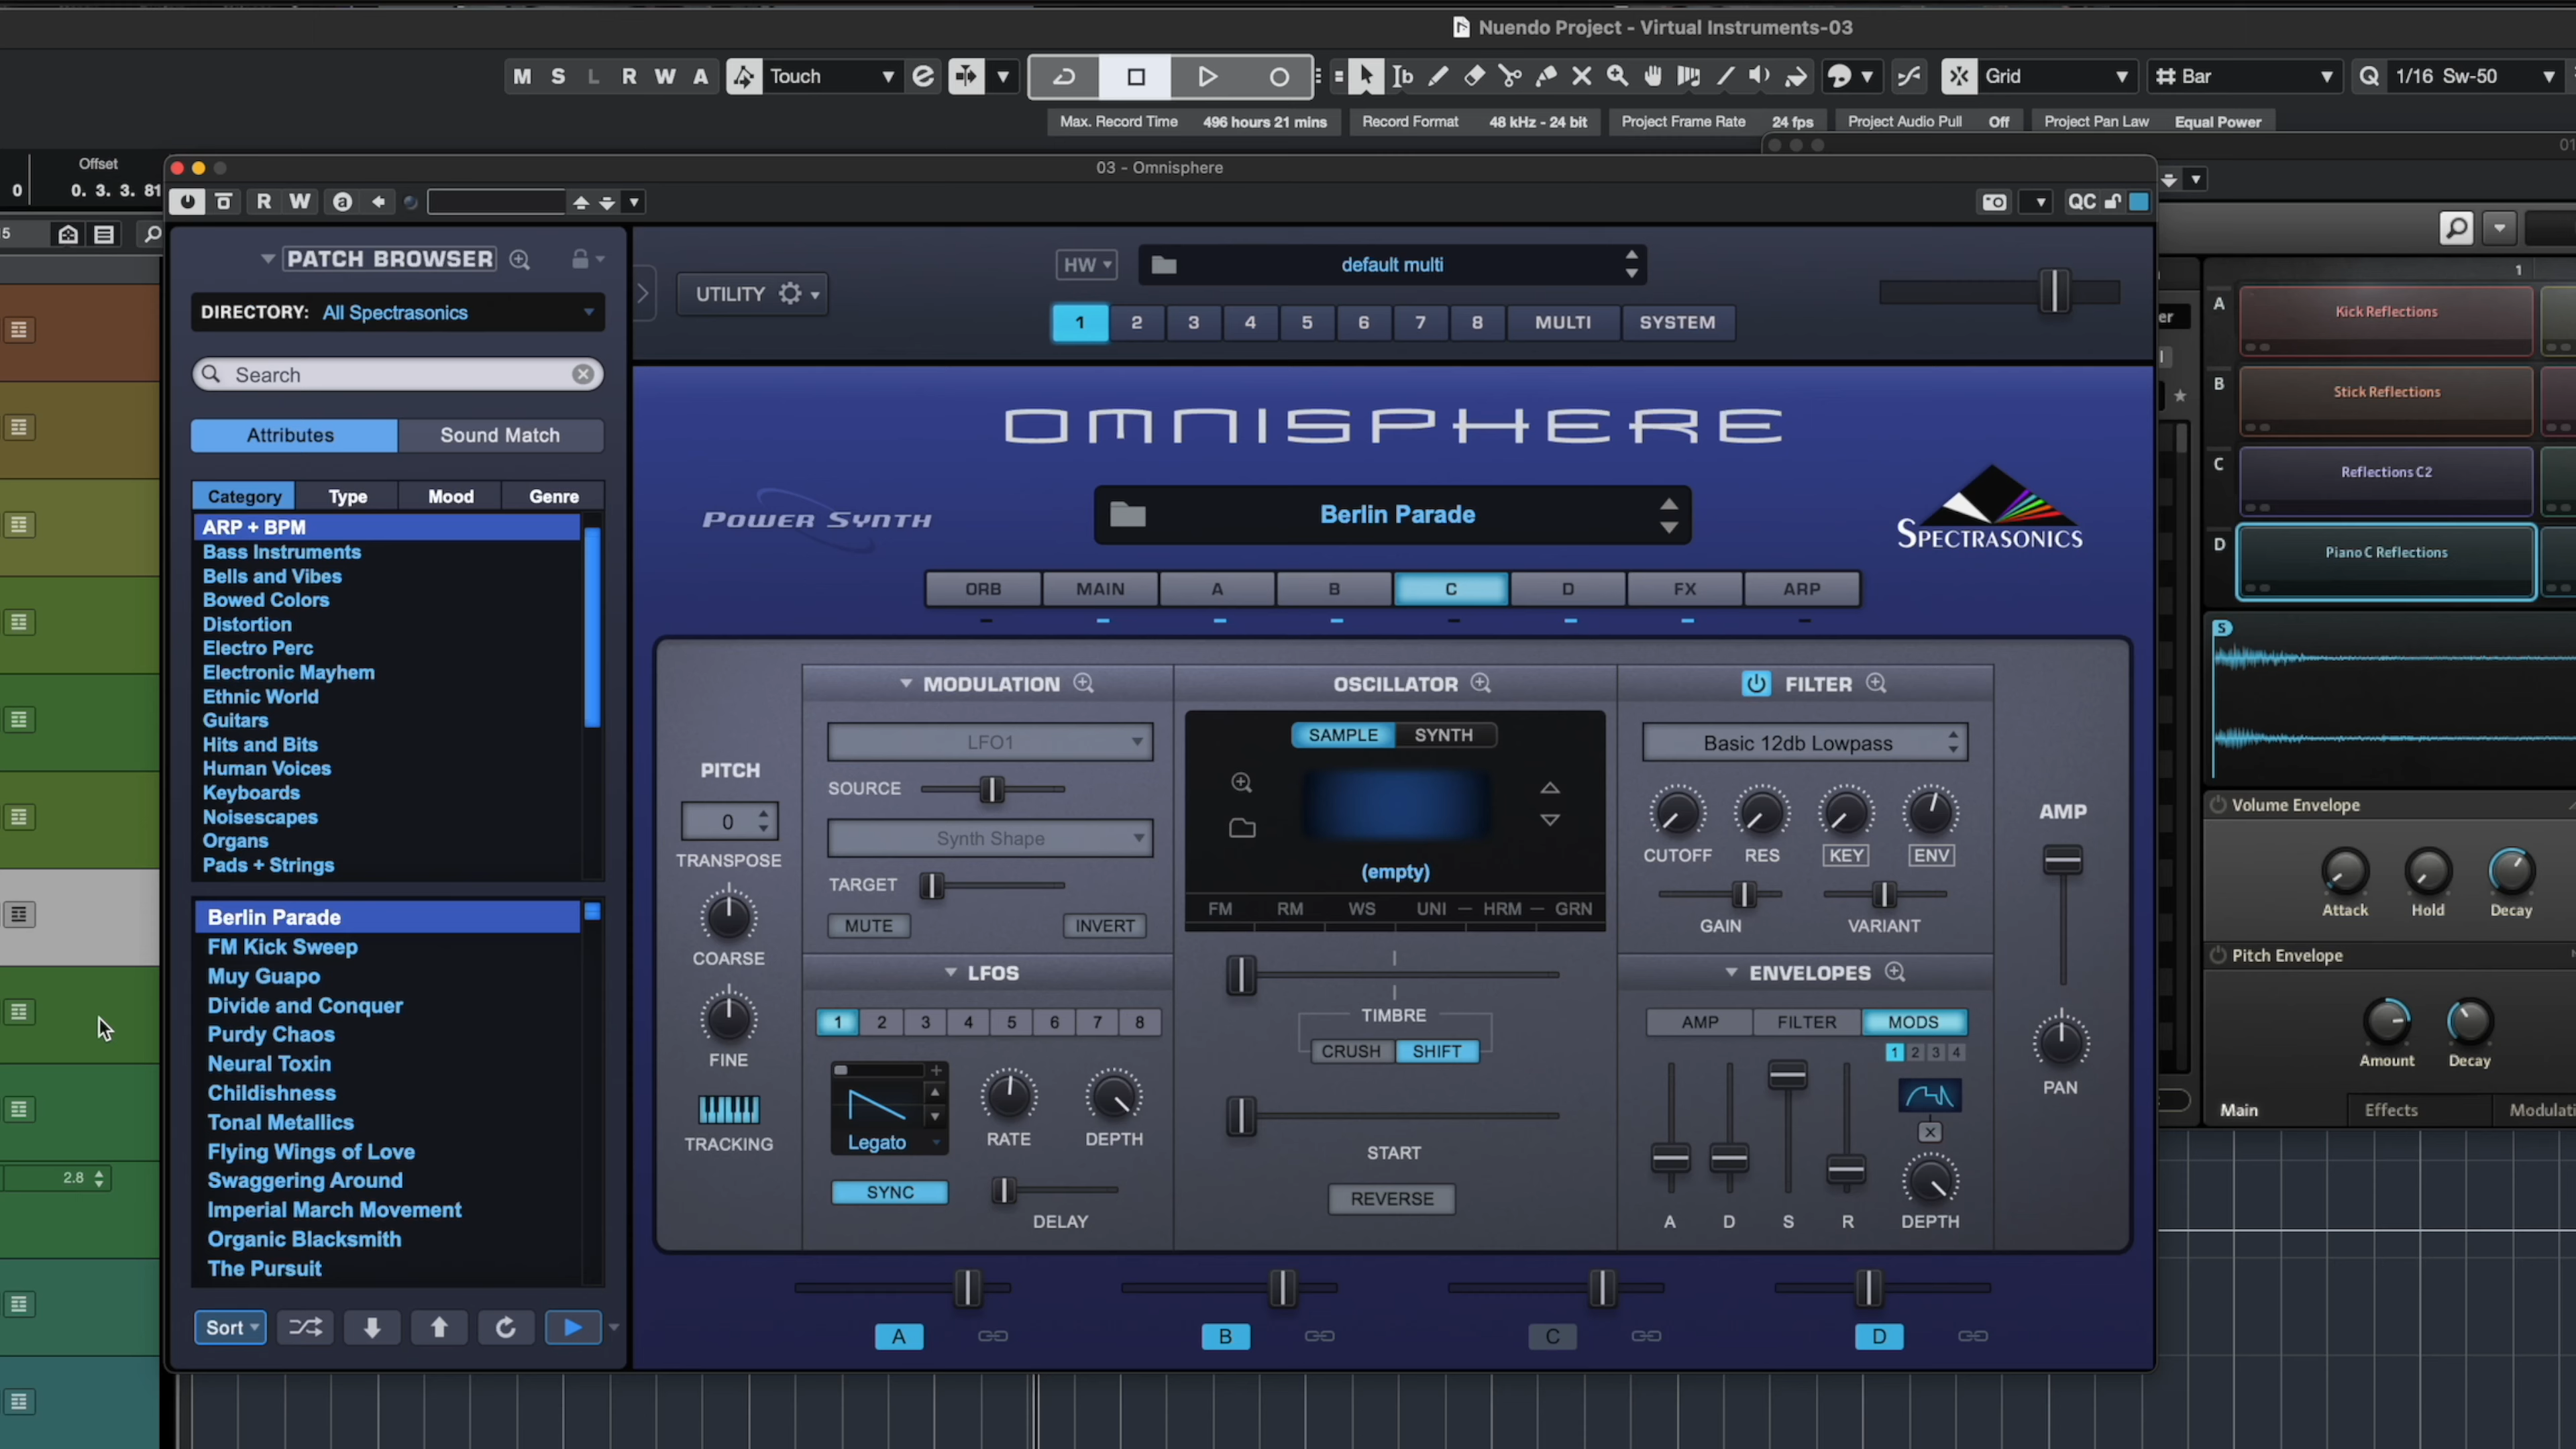 Nuendo Project - Virtual Instruments-03
M S L R W A Touch Grid Bar Q 1/16 Sw-50
Max. Record Time 496 hours 21 mins Record Format 48 kHz - 24 bit Project Frame Rate 24 fps Project Audio Pull Off Project Pan Law Equal Power
Offset
0 0. 3. 3. 81
5
03 - Omnisphere
01
R W a QC
PATCH BROWSER
DIRECTORY: All Spectrasonics
Search
Attributes Sound Match
Category Type Mood Genre
ARP + BPM
Bass Instruments
Bells and Vibes
Bowed Colors
Distortion
Electro Perc
Electronic Mayhem
Ethnic World
Guitars
Hits and Bits
Human Voices
Keyboards
Noisescapes
Organs
Pads + Strings
Berlin Parade
FM Kick Sweep
Muy Guapo
Divide and Conquer
Purdy Chaos
Neural Toxin
Childishness
Tonal Metallics
Flying Wings of Love
Swaggering Around
Imperial March Movement
Organic Blacksmith
The Pursuit
Sort
2.8
UTILITY
HW default multi
1 2 3 4 5 6 7 8 MULTI SYSTEM
OMNISPHERE
POWER SYNTH
Berlin Parade
SPECTRASONICS
ORB MAIN A B C D FX ARP
PITCH
0
TRANSPOSE
COARSE
FINE
TRACKING
MODULATION
LFO1
SOURCE
Synth Shape
TARGET
MUTE INVERT
LFOS
1 2 3 4 5 6 7 8
Legato
RATE DEPTH
SYNC
DELAY
OSCILLATOR
SAMPLE SYNTH
(empty)
FM RM WS UNI HRM GRN
TIMBRE
CRUSH SHIFT
START
REVERSE
FILTER
Basic 12db Lowpass
CUTOFF RES KEY ENV
GAIN VARIANT
ENVELOPES
AMP FILTER MODS
1 2 3 4
A D S R DEPTH
AMP
PAN
A B C D
1
er
A Kick Reflections
B Stick Reflections
C Reflections C2
D Piano C Reflections
S
Volume Envelope
Attack Hold Decay
Pitch Envelope
Amount Decay
Main Effects Modulati